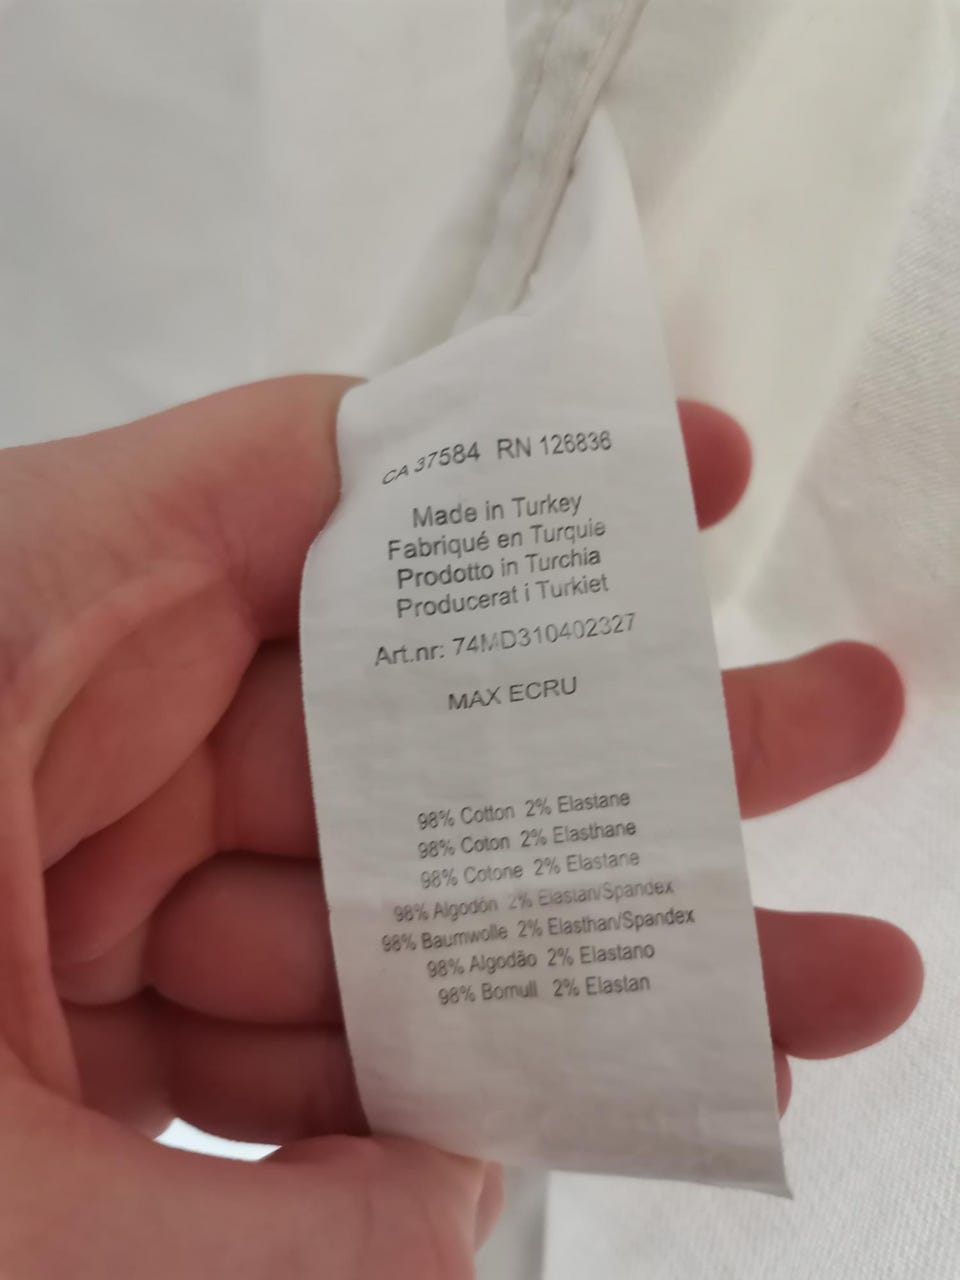 CA 37584 RN 126836
Made in Turkey
Fabriqué en Turquie
Prodotto in Turchia
Producerat i Turkiet
Art.nr: 74MD310402327
MAX ECRU
98% Cotton 2% Elastane
98% Coton 2% Elasthane
98% Cotone 2% Elastane
98% Algodón 2% Elastan/Spandex
98% Baumwolle 2% Elasthan/Spandex
98% Algodão 2% Elastano
98% Bomull 2% Elastan